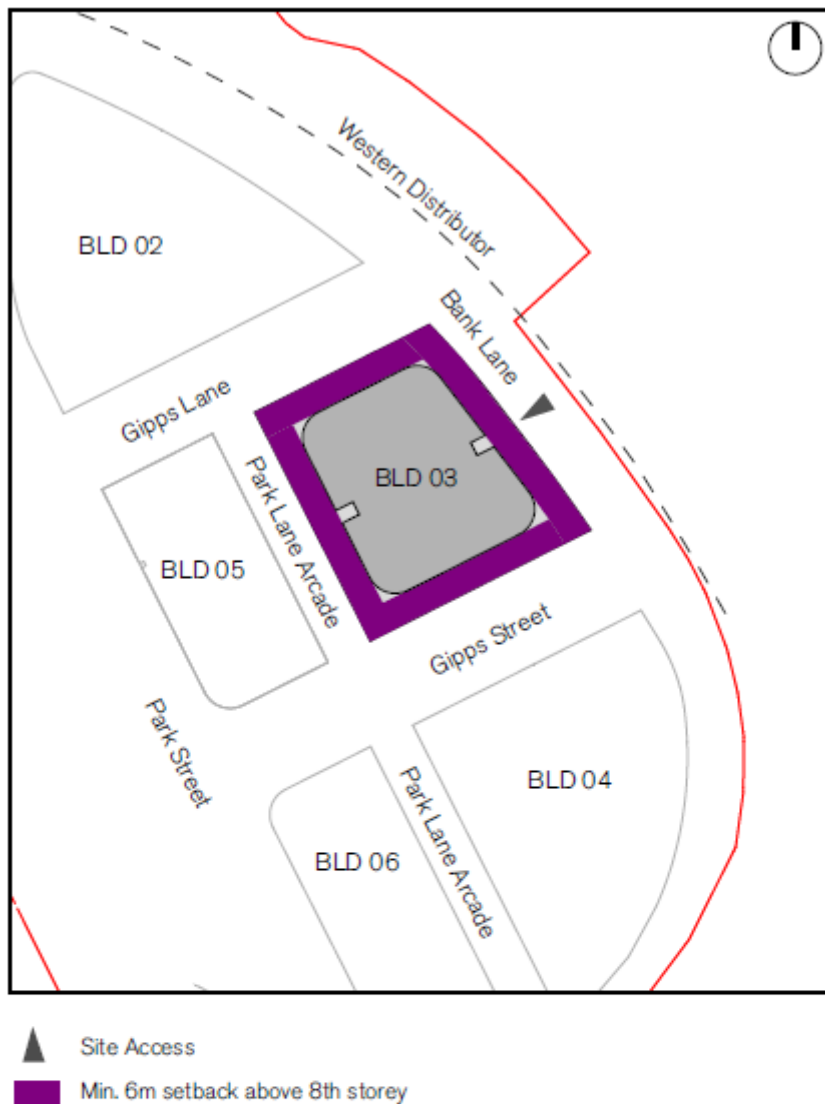 Western Distributor
BLD 02
Bank Lane
Gipps Lane
BLD 03
Park Lane Arcade
BLD 05
Gipps Street
Park Street
BLD 04
Park Lane Arcade
BLD 06
Site Access
Min. 6m setback above 8th storey